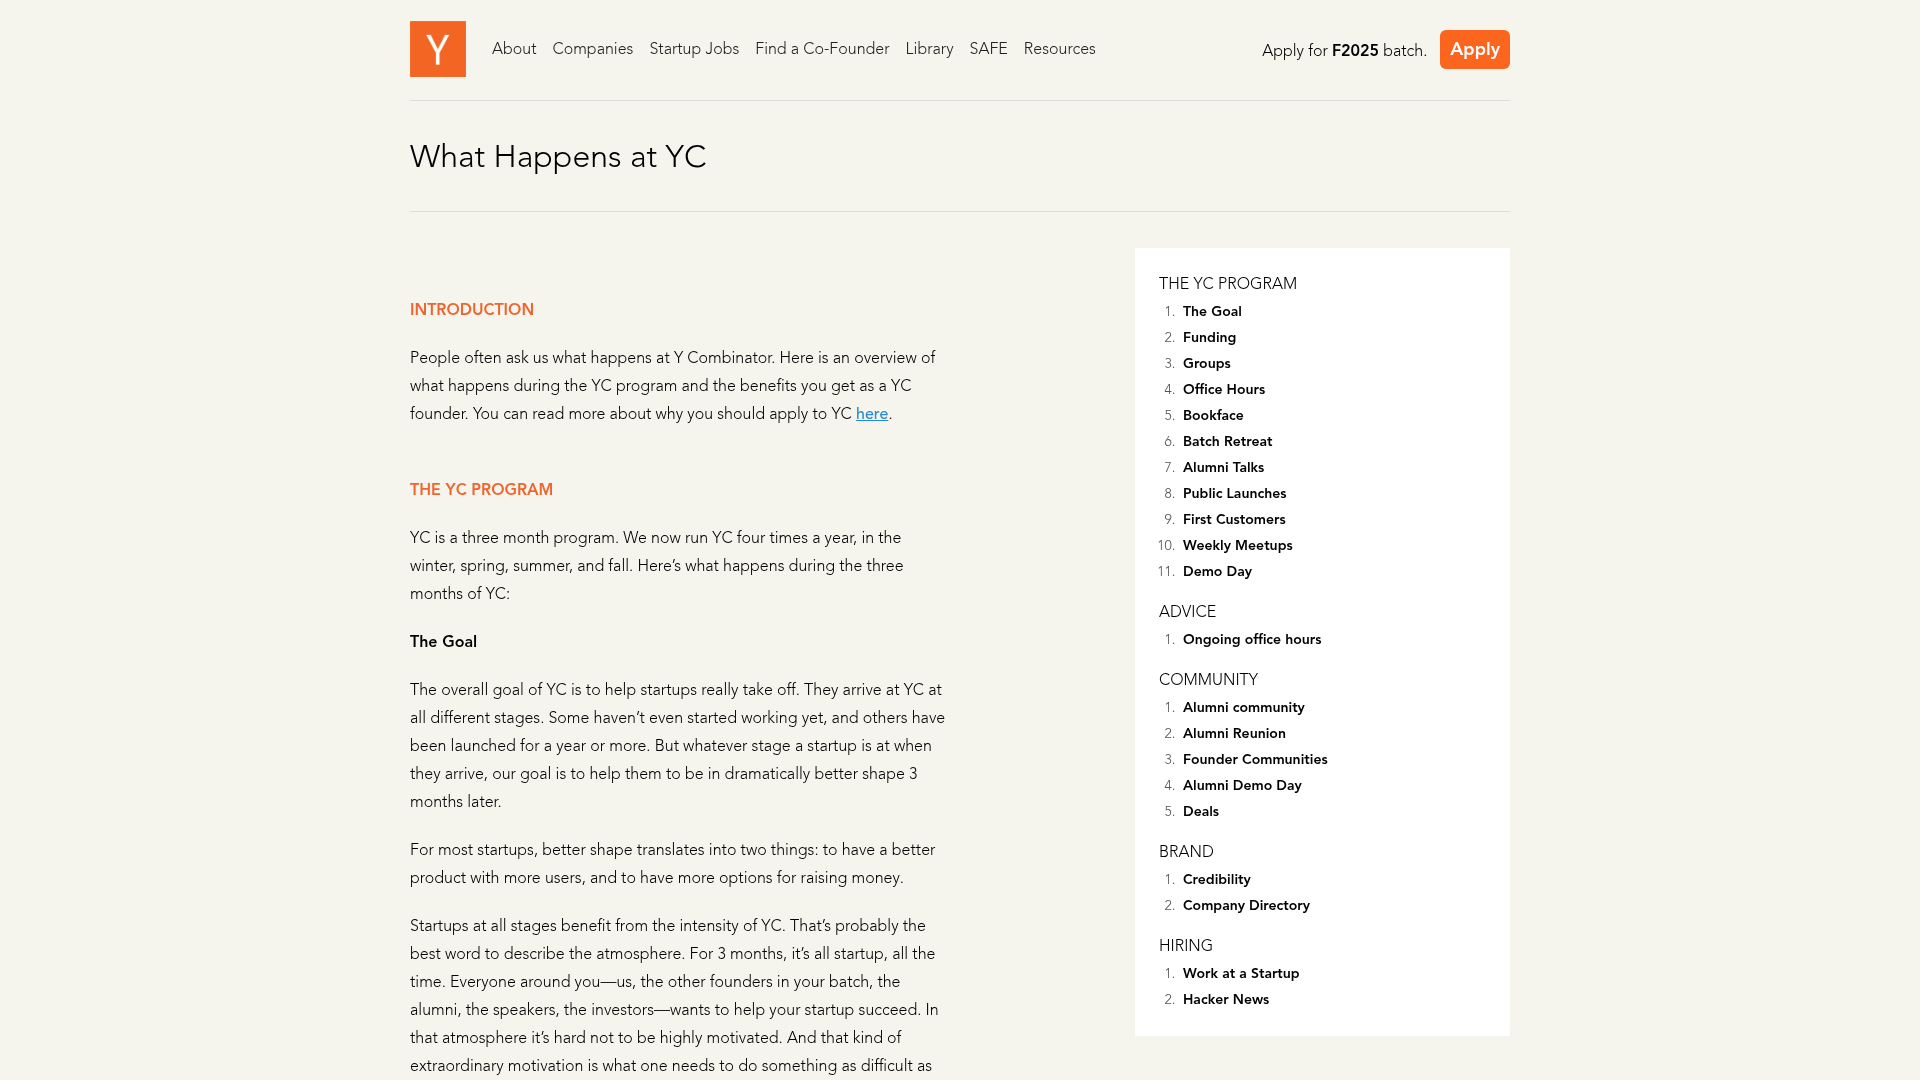 Y
About Companies Startup Jobs Find a Co-Founder Library SAFE Resources
Apply for F2025 batch. Apply
What Happens at YC
INTRODUCTION
People often ask us what happens at Y Combinator. Here is an overview of
what happens during the YC program and the benefits you get as a YC
founder. You can read more about why you should apply to YC here.
THE YC PROGRAM
YC is a three month program. We now run YC four times a year, in the
winter, spring, summer, and fall. Here’s what happens during the three
months of YC:
The Goal
The overall goal of YC is to help startups really take off. They arrive at YC at
all different stages. Some haven’t even started working yet, and others have
been launched for a year or more. But whatever stage a startup is at when
they arrive, our goal is to help them to be in dramatically better shape 3
months later.
For most startups, better shape translates into two things: to have a better
product with more users, and to have more options for raising money.
Startups at all stages benefit from the intensity of YC. That’s probably the
best word to describe the atmosphere. For 3 months, it’s all startup, all the
time. Everyone around you—us, the other founders in your batch, the
alumni, the speakers, the investors—wants to help your startup succeed. In
that atmosphere it’s hard not to be highly motivated. And that kind of
extraordinary motivation is what one needs to do something as difficult as
THE YC PROGRAM
1. The Goal
2. Funding
3. Groups
4. Office Hours
5. Bookface
6. Batch Retreat
7. Alumni Talks
8. Public Launches
9. First Customers
10. Weekly Meetups
11. Demo Day
ADVICE
1. Ongoing office hours
COMMUNITY
1. Alumni community
2. Alumni Reunion
3. Founder Communities
4. Alumni Demo Day
5. Deals
BRAND
1. Credibility
2. Company Directory
HIRING
1. Work at a Startup
2. Hacker News